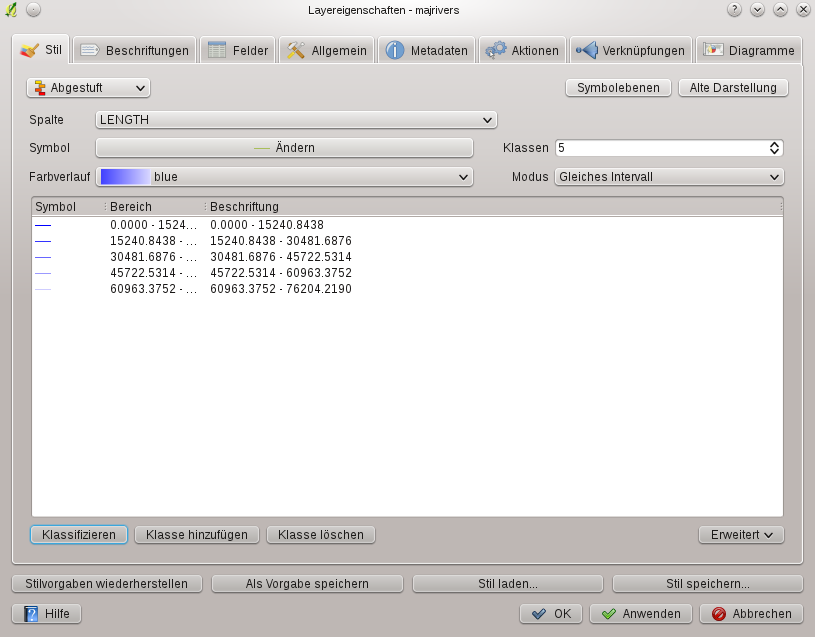 Layereigenschaften - majrivers
Stil Beschriftungen Felder Allgemein Metadaten Aktionen Verknüpfungen Diagramme
Abgestuft Symbolebenen Alte Darstellung
Spalte LENGTH
Symbol Ändern Klassen 5
Farbverlauf blue Modus Gleiches Intervall
Symbol Bereich Beschriftung
0.0000 - 1524... 0.0000 - 15240.8438
15240.8438 - ... 15240.8438 - 30481.6876
30481.6876 - ... 30481.6876 - 45722.5314
45722.5314 - ... 45722.5314 - 60963.3752
60963.3752 - ... 60963.3752 - 76204.2190
Klassifizieren Klasse hinzufügen Klasse löschen Erweitert
Stilvorgaben wiederherstellen Als Vorgabe speichern Stil laden... Stil speichern...
Hilfe OK Anwenden Abbrechen